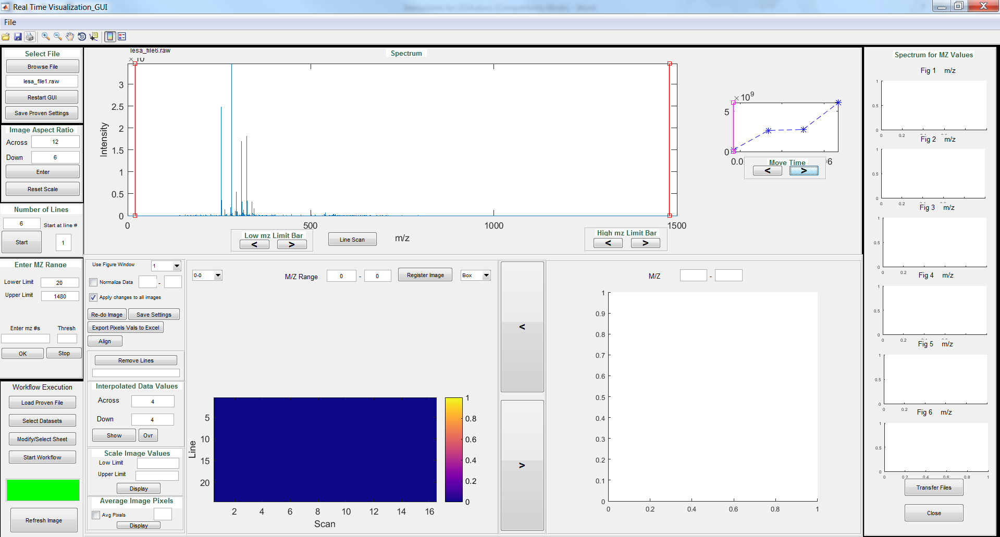 Real Time Visualization_GUI
File
Select File
Browse File
lesa_file1.raw
Restart GUI
Save Proven Settings
Image Aspect Ratio
Across 12
Down 6
Enter
Reset Scale
Number of Lines
6 Start at line #
Start 1
Enter MZ Range
Lower Limit 20
Upper Limit 1480
Enter mz #s Thresh
OK Stop
Workflow Execution
Load Proven File
Select Datasets
Modify/Select Sheet
Start Workflow
Refresh Image
lesa_file6.raw
Spectrum
× 10
3
2.5
2
1.5
1
0.5
0
Intensity
0 500 1000 1500
m/z
Low mz Limit Bar
< >
Line Scan
High mz Limit Bar
< >
× 10^9
5
0
0.0 06
Move Time
< >
Use Figure Window 1
Normalize Data -
Apply changes to all images
Re-do Image Save Settings
Export Pixels Vals to Excel
Align
Remove Lines
Interpolated Data Values
Across 4
Down 4
Show Ovr
Scale Image Values
Low Limit
Upper Limit
Display
Average Image Pixels
Avg Pixels
Display
0-0 M/Z Range 0 - 0 Register Image Box
5
10
15
20
Line
2 4 6 8 10 12 14 16
Scan
1
0.8
0.6
0.4
0.2
0
<
>
M/Z -
1
0.9
0.8
0.7
0.6
0.5
0.4
0.3
0.2
0.1
0
0 0.2 0.4 0.6 0.8 1
Spectrum for MZ Values
Fig 1 m/z
1
0.5
0
0 0.2
Fig 2 m/z
1
0.5
0
0 0.2
Fig 3 m/z
1
0.5
0
0 0.2
Fig 4 m/z
1
0.5
0
0 0.2
Fig 5 m/z
1
0.5
0
0 0.2
Fig 6 m/z
1
0.5
0
0 0.2 0.4 0.6 0.8 1
Transfer Files
Close